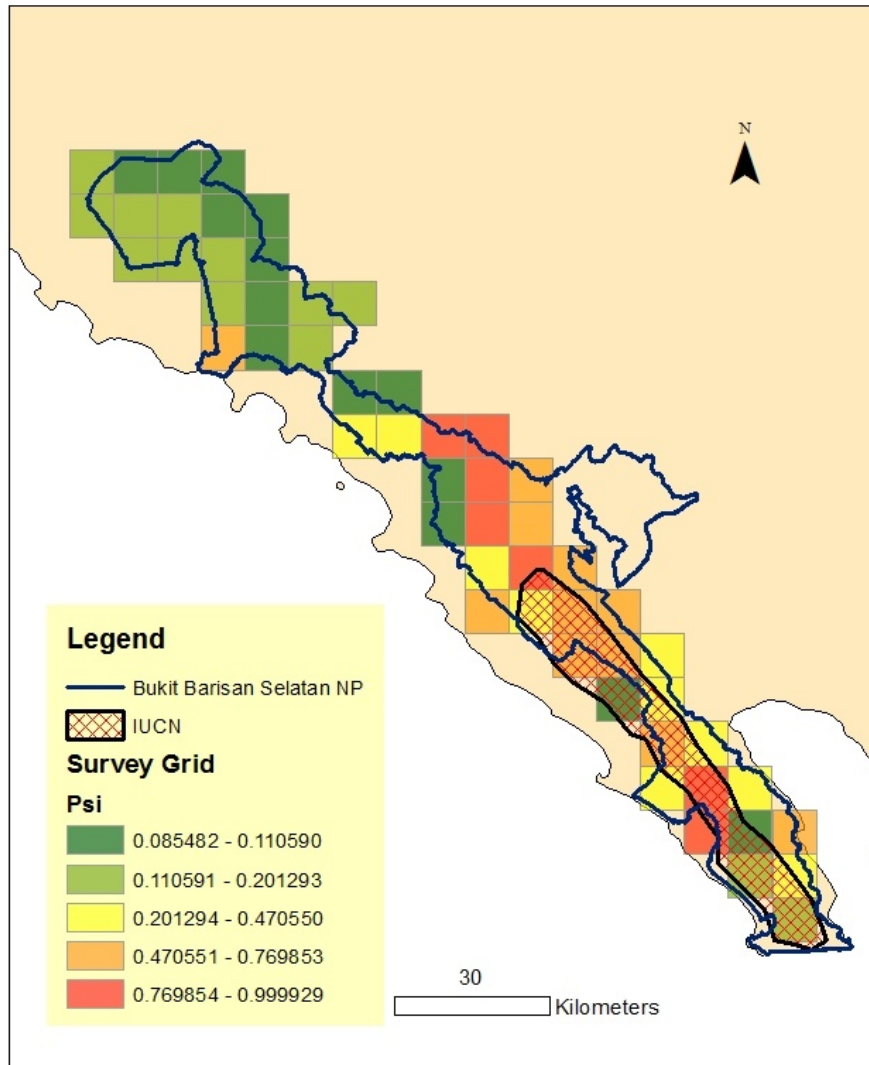 N
Legend
Bukit Barisan Selatan NP
IUCN
Survey Grid
Psi
0.085482 - 0.110590
0.110591 - 0.201293
0.201294 - 0.470550
0.470551 - 0.769853
0.769854 - 0.999929
30
Kilometers